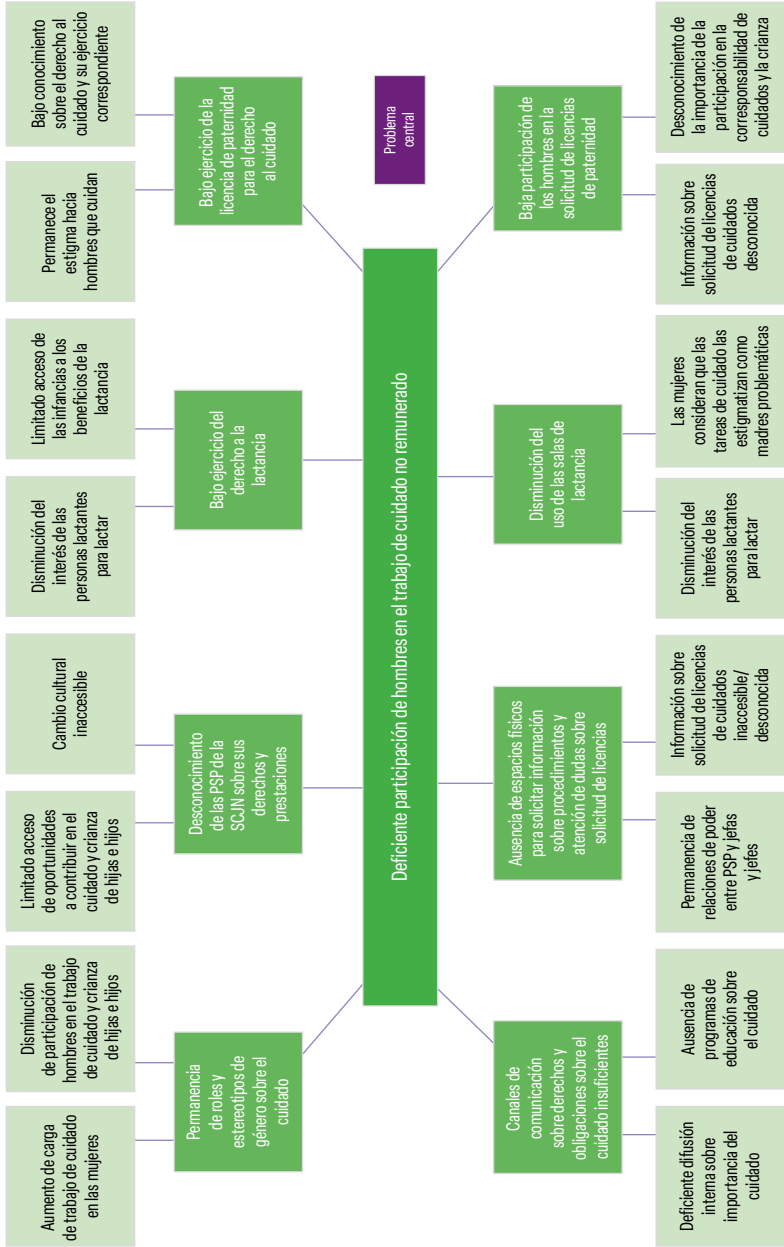 Aumento de carga
de trabajo de cuidado
en las mujeres
Disminución
de participación de
hombres en el trabajo
de cuidado y crianza
de hijas e hijos
Limitado acceso
de oportunidades
a contribuir en el
cuidado y crianza
de hijas e hijos
Cambio cultural
inaccesible
Disminución del
interés de las
personas lactantes
para lactar
Limitado acceso de
las infancias a los
beneficios de la
lactancia
Permanece el
estigma hacia
hombres que cuidan
Bajo conocimiento
sobre el derecho al
cuidado y su ejercicio
correspondiente
Permanencia
de roles y
estereotipos de
género sobre el
cuidado
Desconocimiento
de las PSP de la
SCJN sobre sus
derechos y
prestaciones
Bajo ejercicio del
derecho a la
lactancia
Bajo ejercicio de la
licencia de paternidad
para el derecho
al cuidado
Deficiente participación de hombres en el trabajo de cuidado no remunerado
Problema
central
Canales de
comunicación
sobre derechos y
obligaciones sobre el
cuidado insuficientes
Ausencia de espacios físicos
para solicitar información
sobre procedimientos y
atención de dudas sobre
solicitud de licencias
Disminución del
uso de las salas de
lactancia
Baja participación de
los hombres en la
solicitud de licencias
de paternidad
Deficiente difusión
interna sobre
importancia del
cuidado
Ausencia de
programas de
educación sobre
el cuidado
Permanencia de
relaciones de poder
entre PSP y jefas
y jefes
Información sobre
solicitud de licencias
de cuidados
inaccesible/
desconocida
Disminución del
interés de las
personas lactantes
para lactar
Las mujeres
consideran que las
tareas de cuidado las
estigmatizan como
madres problemáticas
Información sobre
solicitud de licencias
de cuidados
desconocida
Desconocimiento de
la importancia de la
participación en la
corresponsabilidad de
cuidados y la crianza